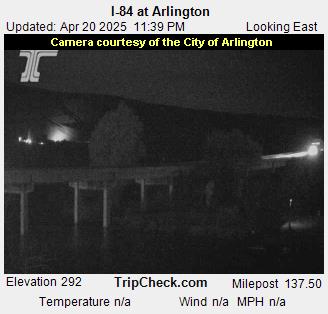 I-84 at Arlington
Updated: Apr 20 2025 11:39 PM Looking East
Camera courtesy of the City of Arlington
Elevation 292 TripCheck.com Milepost 137.50
Temperature n/a Wind n/a MPH n/a